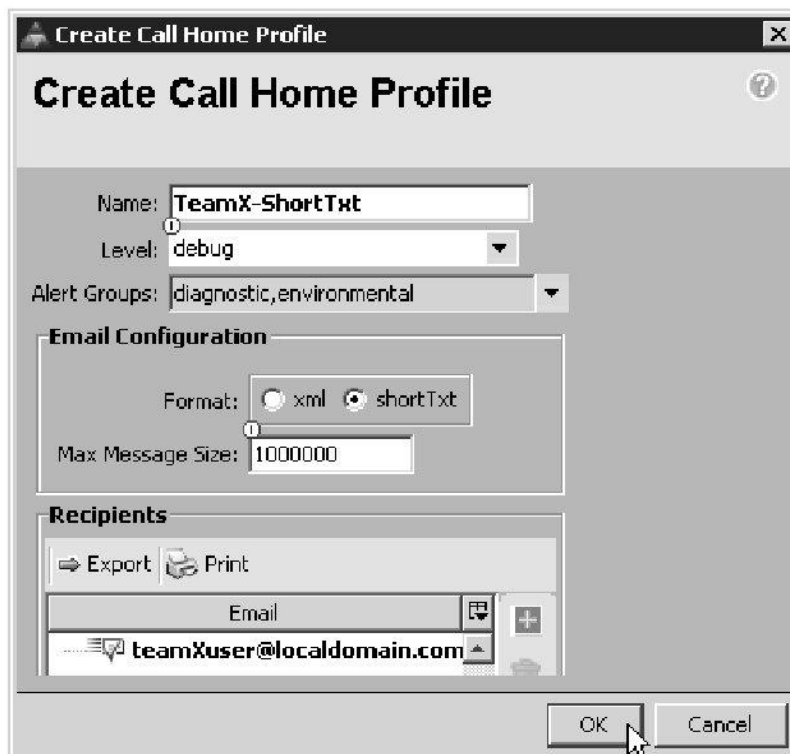 Create Call Home Profile
Create Call Home Profile
Name: TeamX-ShortTxt
Level: debug
Alert Groups: diagnostic,environmental
Email Configuration
Format: xml shortTxt
Max Message Size: 1000000
Recipients
Export Print
Email
teamXuser@localdomain.com
OK Cancel